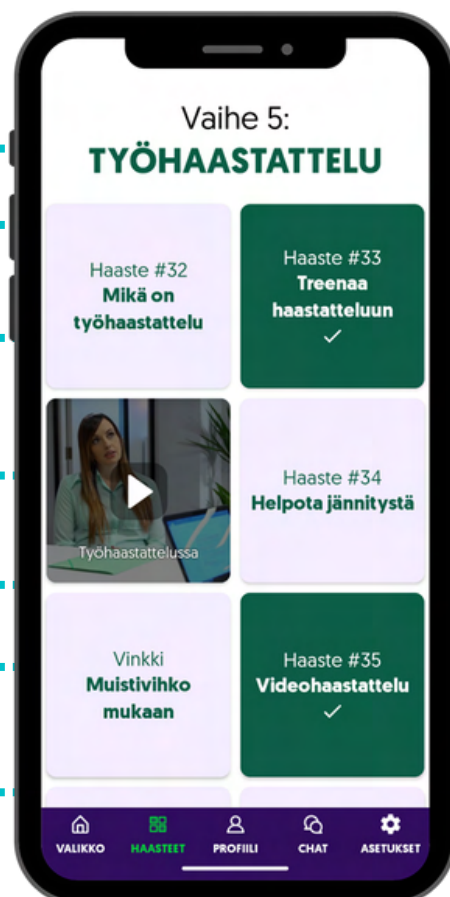 Vaihe 5:
TYÖHAASTATTELU
Haaste #32
Mikä on
työhaastattelu
Haaste #33
Treenaa
haastatteluun
Työhaastattelussa
Haaste #34
Helpota jännitystä
Vinkki
Muistivihko
mukaan
Haaste #35
Videohaastattelu
VALIKKO
HAASTEET
PROFIILI
CHAT
ASETUKSET